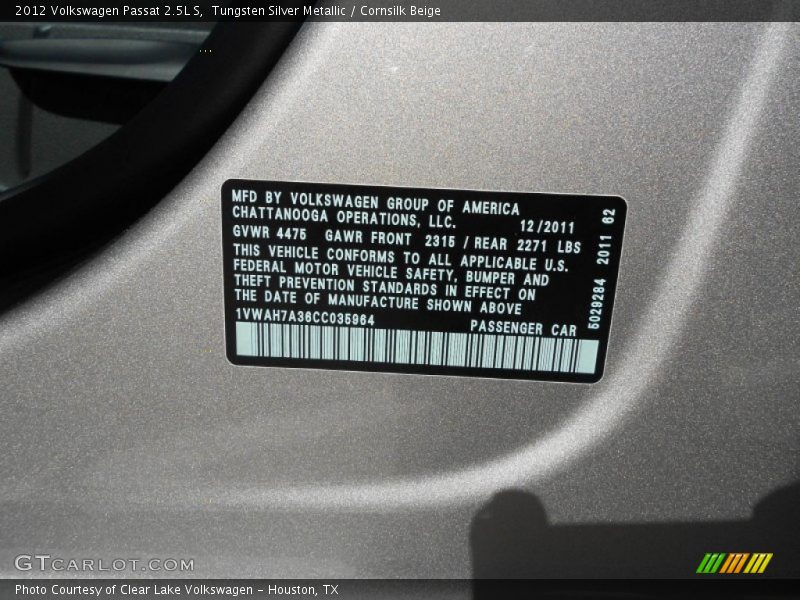 2012 Volkswagen Passat 2.5L S,  Tungsten Silver Metallic / Cornsilk Beige
MFD BY VOLKSWAGEN GROUP OF AMERICA
CHATTANOOGA OPERATIONS, LLC. 12/2011
GVWR 4475 GAWR FRONT 2315 / REAR 2271 LBS
THIS VEHICLE CONFORMS TO ALL APPLICABLE U.S.
FEDERAL MOTOR VEHICLE SAFETY, BUMPER AND
THEFT PREVENTION STANDARDS IN EFFECT ON
THE DATE OF MANUFACTURE SHOWN ABOVE
1VWAH7A36CC035964 PASSENGER CAR
5029284 2011 62
GTCARLOT.COM
Photo Courtesy of Clear Lake Volkswagen - Houston, TX